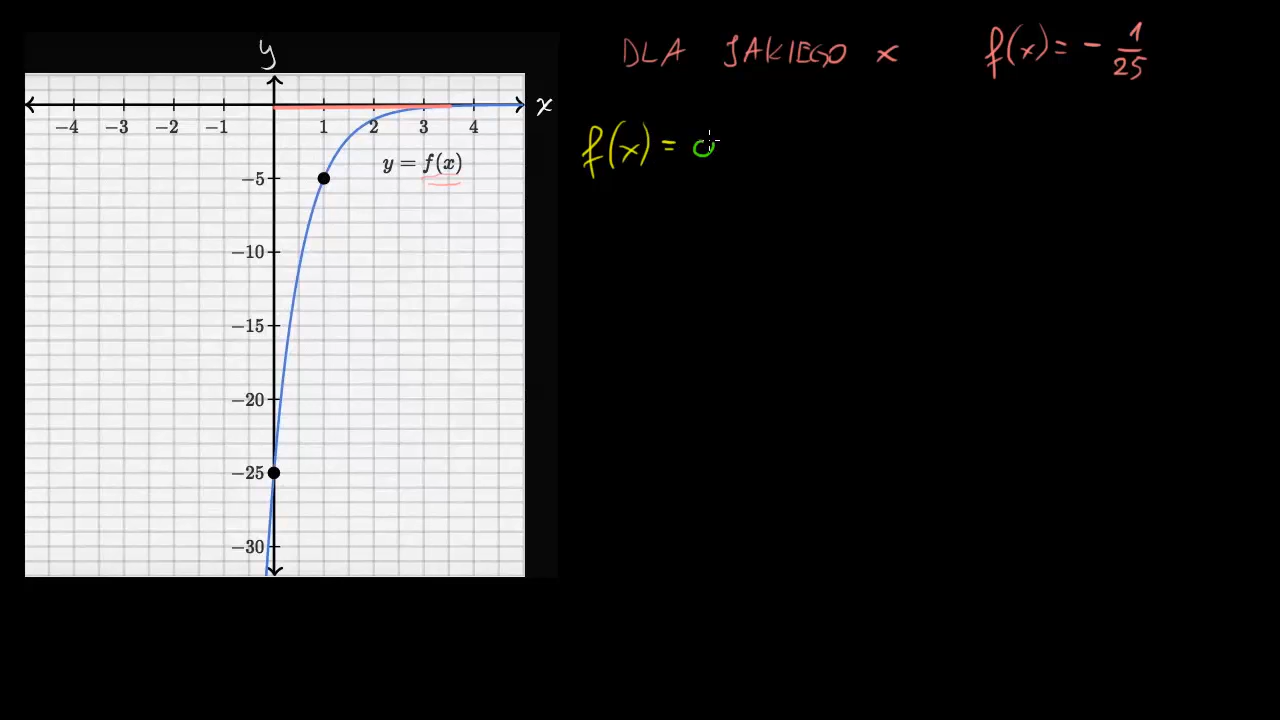 DLA JAKIEGO x f(x) = - 1/25
y
x
-4 -3 -2 -1 1 2 3 4
f(x) =
y = f(x)
-5
-10
-15
-20
-25
-30